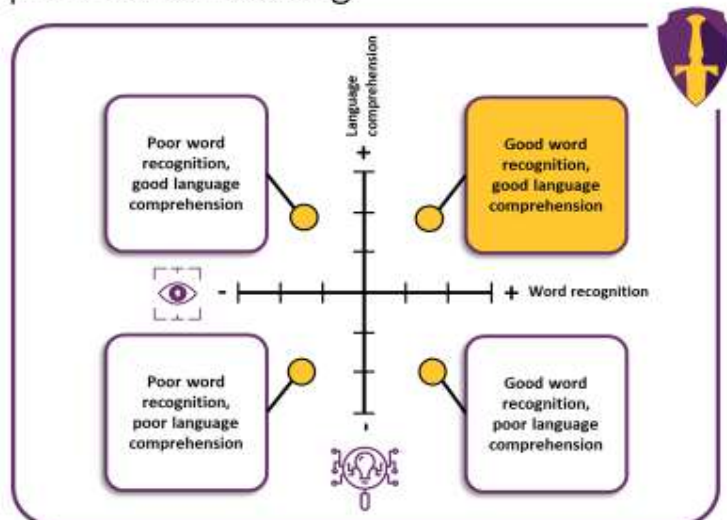 Language
comprehension
+
Poor word
recognition,
good language
comprehension
Good word
recognition,
good language
comprehension
-
+ Word recognition
Poor word
recognition,
poor language
comprehension
Good word
recognition,
poor language
comprehension
-